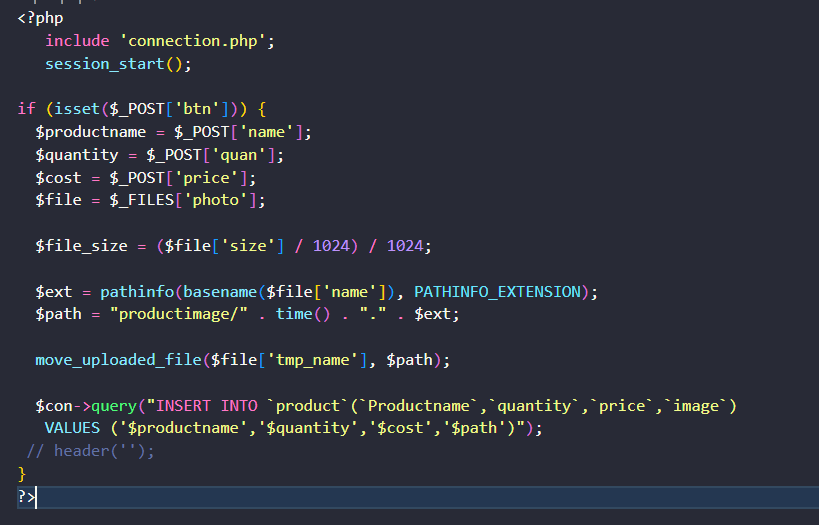 <?php
include 'connection.php';
session_start();
if (isset($_POST['btn'])) {
$productname = $_POST['name'];
$quantity = $_POST['quan'];
$cost = $_POST['price'];
$file = $_FILES['photo'];
$file_size = ($file['size'] / 1024) / 1024;
$ext = pathinfo(basename($file['name']), PATHINFO_EXTENSION);
$path = "productimage/" . time() . "." . $ext;
move_uploaded_file($file['tmp_name'], $path);
$con->query("INSERT INTO `product`(`Productname`,`quantity`,`price`,`image`)
VALUES ('$productname','$quantity','$cost','$path')");
// header('');
}
?>